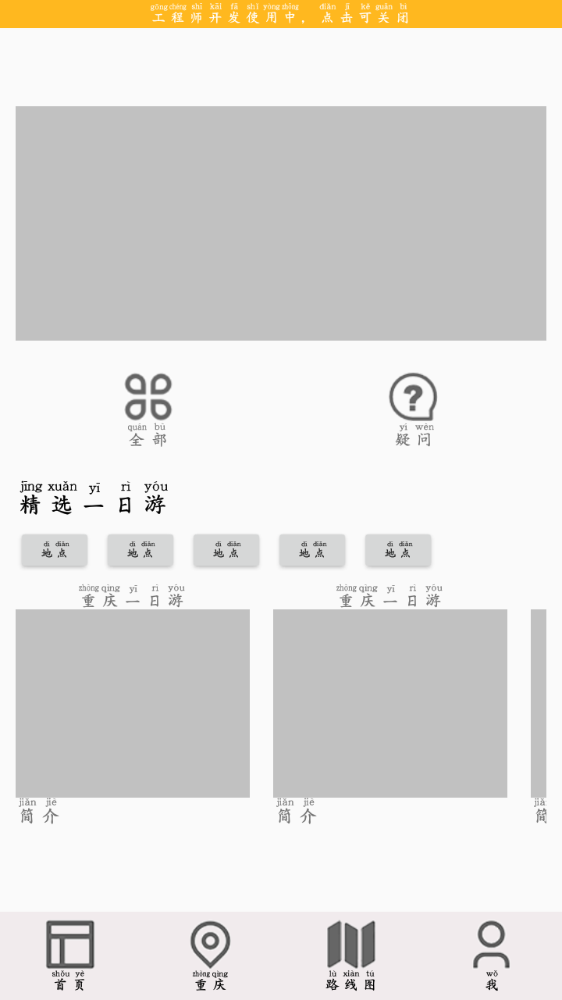 gōng chéng shī kāi fā shǐ yòng zhōng diǎn jī kě guān bì
工程师开发使用中，点击可关闭
quán bù
全部
yí wèn
疑问
jīng xuǎn yī rì yóu
精选一日游
dì diǎn dì diǎn dì diǎn dì diǎn dì diǎn
地点 地点 地点 地点 地点
zhòng qìng yī rì yóu zhòng qìng yī rì yóu
重庆一日游 重庆一日游
jiǎn jiè jiǎn jiè jiǎ
简介 简介 简
shǒu yè zhòng qìng lù xiàn tú wǒ
首页 重庆 路线图 我